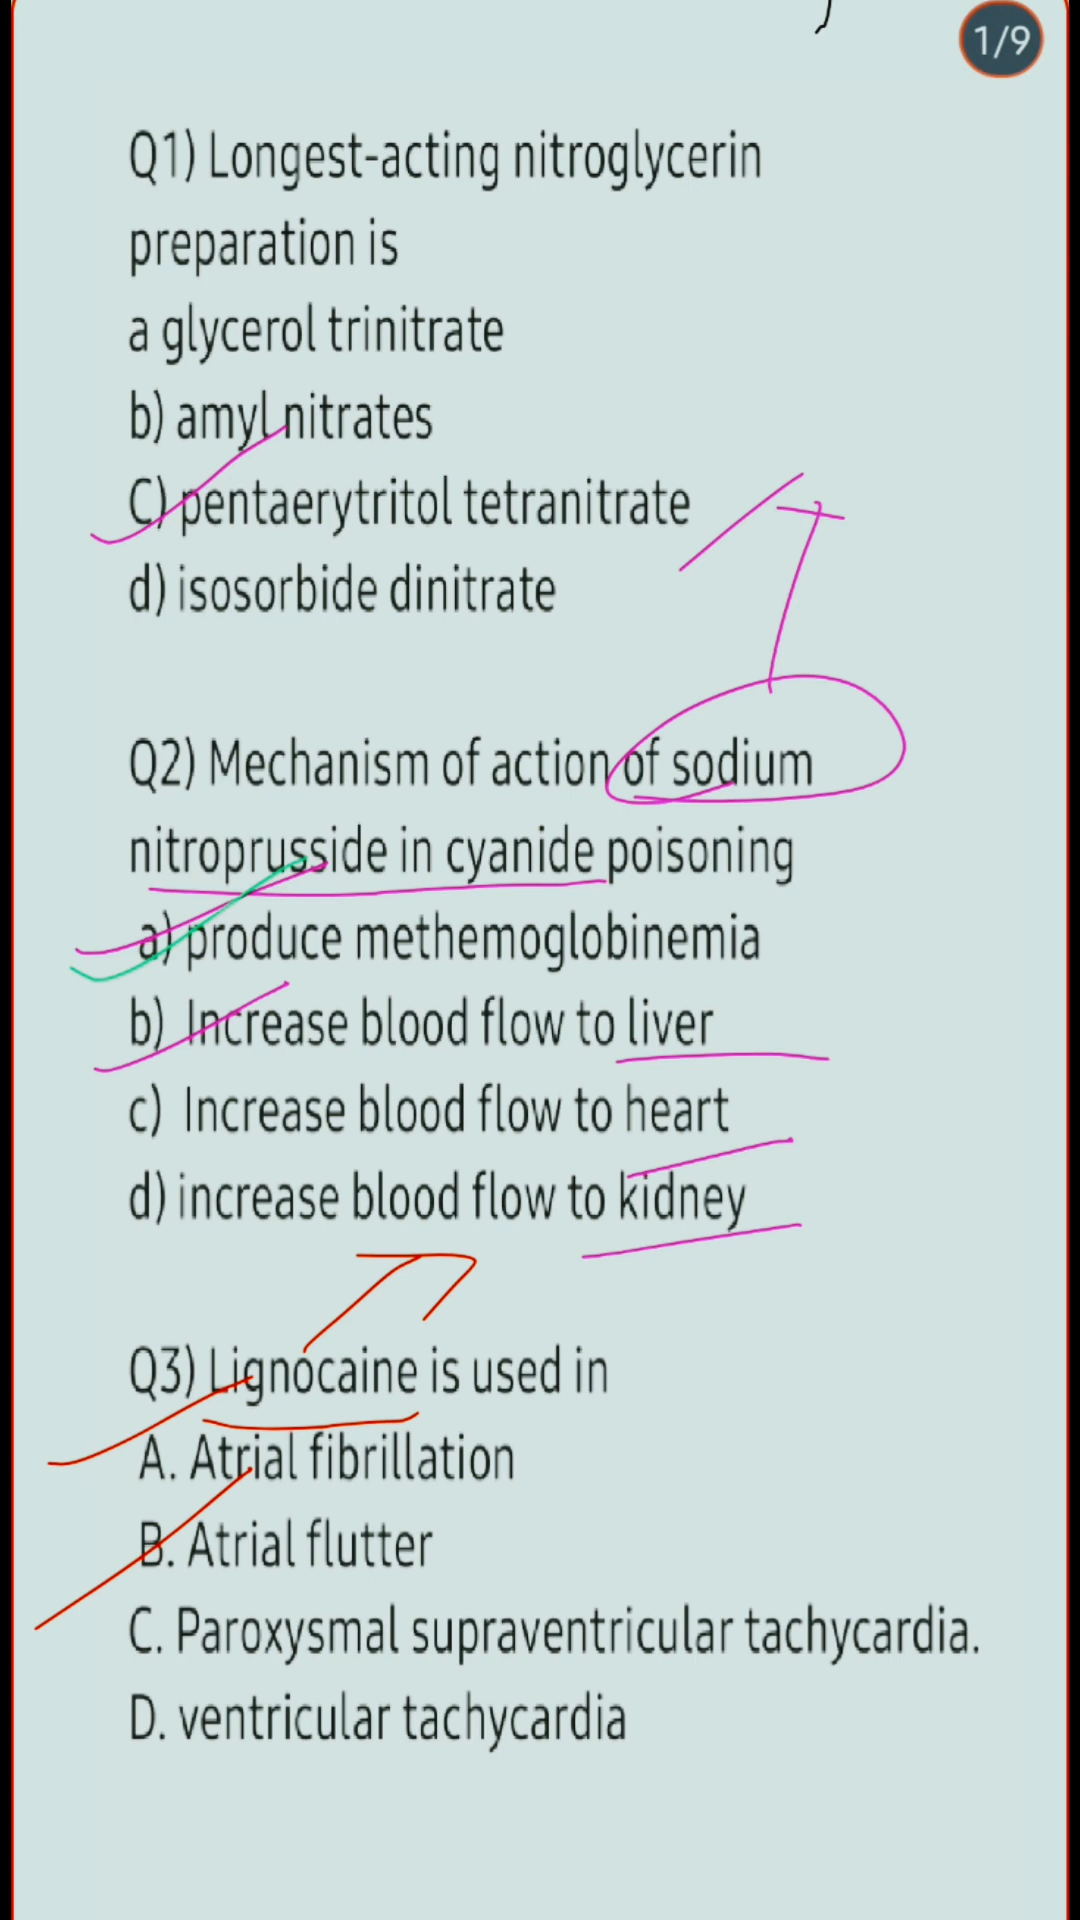 1/9
Q1) Longest-acting nitroglycerin
preparation is
a glycerol trinitrate
b) amyl nitrates
C) pentaerytritol tetranitrate
d) isosorbide dinitrate
Q2) Mechanism of action of sodium
nitroprusside in cyanide poisoning
a) produce methemoglobinemia
b) Increase blood flow to liver
c) Increase blood flow to heart
d) increase blood flow to kidney
Q3) Lignocaine is used in
A. Atrial fibrillation
B. Atrial flutter
C. Paroxysmal supraventricular tachycardia.
D. ventricular tachycardia